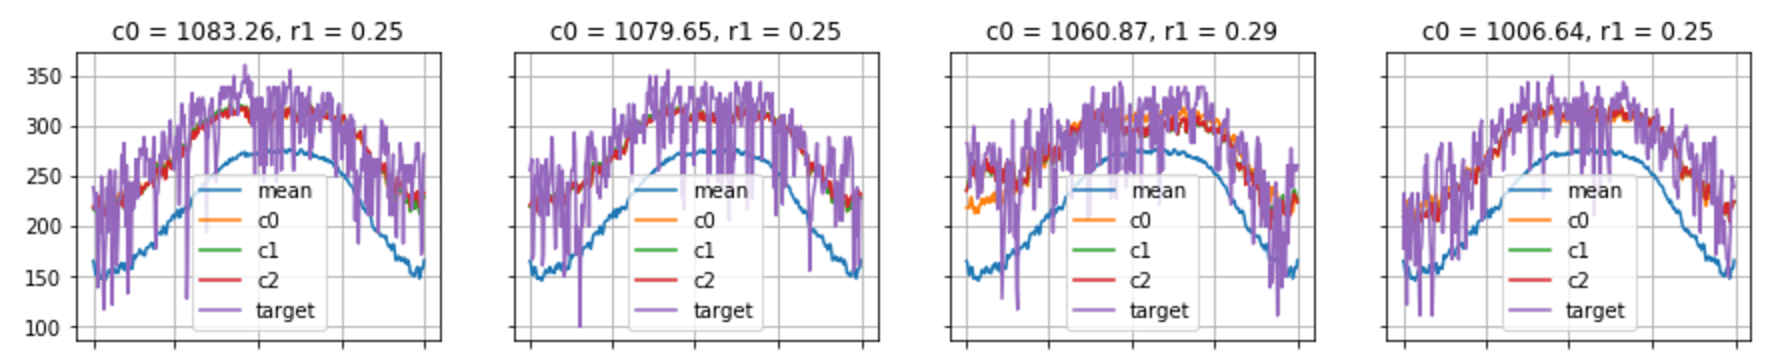 c0 = 1083.26, r1 = 0.25
c0 = 1079.65, r1 = 0.25
c0 = 1060.87, r1 = 0.29
c0 = 1006.64, r1 = 0.25
350
300
250
200
150
100
mean
c0
c1
c2
target
mean
c0
c1
c2
target
mean
c0
c1
c2
target
mean
c0
c1
c2
target